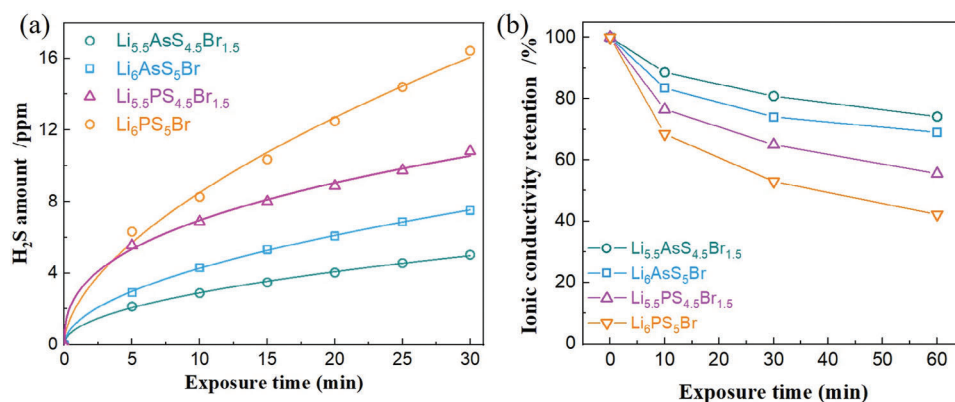 (a)
Li5.5AsS4.5Br1.5
Li6AsS5Br
Li5.5PS4.5Br1.5
Li6PS5Br
H2S amount /ppm
16
12
8
4
0
0 5 10 15 20 25 30
Exposure time (min)
(b)
Ionic conductivity retention /%
100
80
60
40
20
0
Li5.5AsS4.5Br1.5
Li6AsS5Br
Li5.5PS4.5Br1.5
Li6PS5Br
0 10 20 30 40 50 60
Exposure time (min)